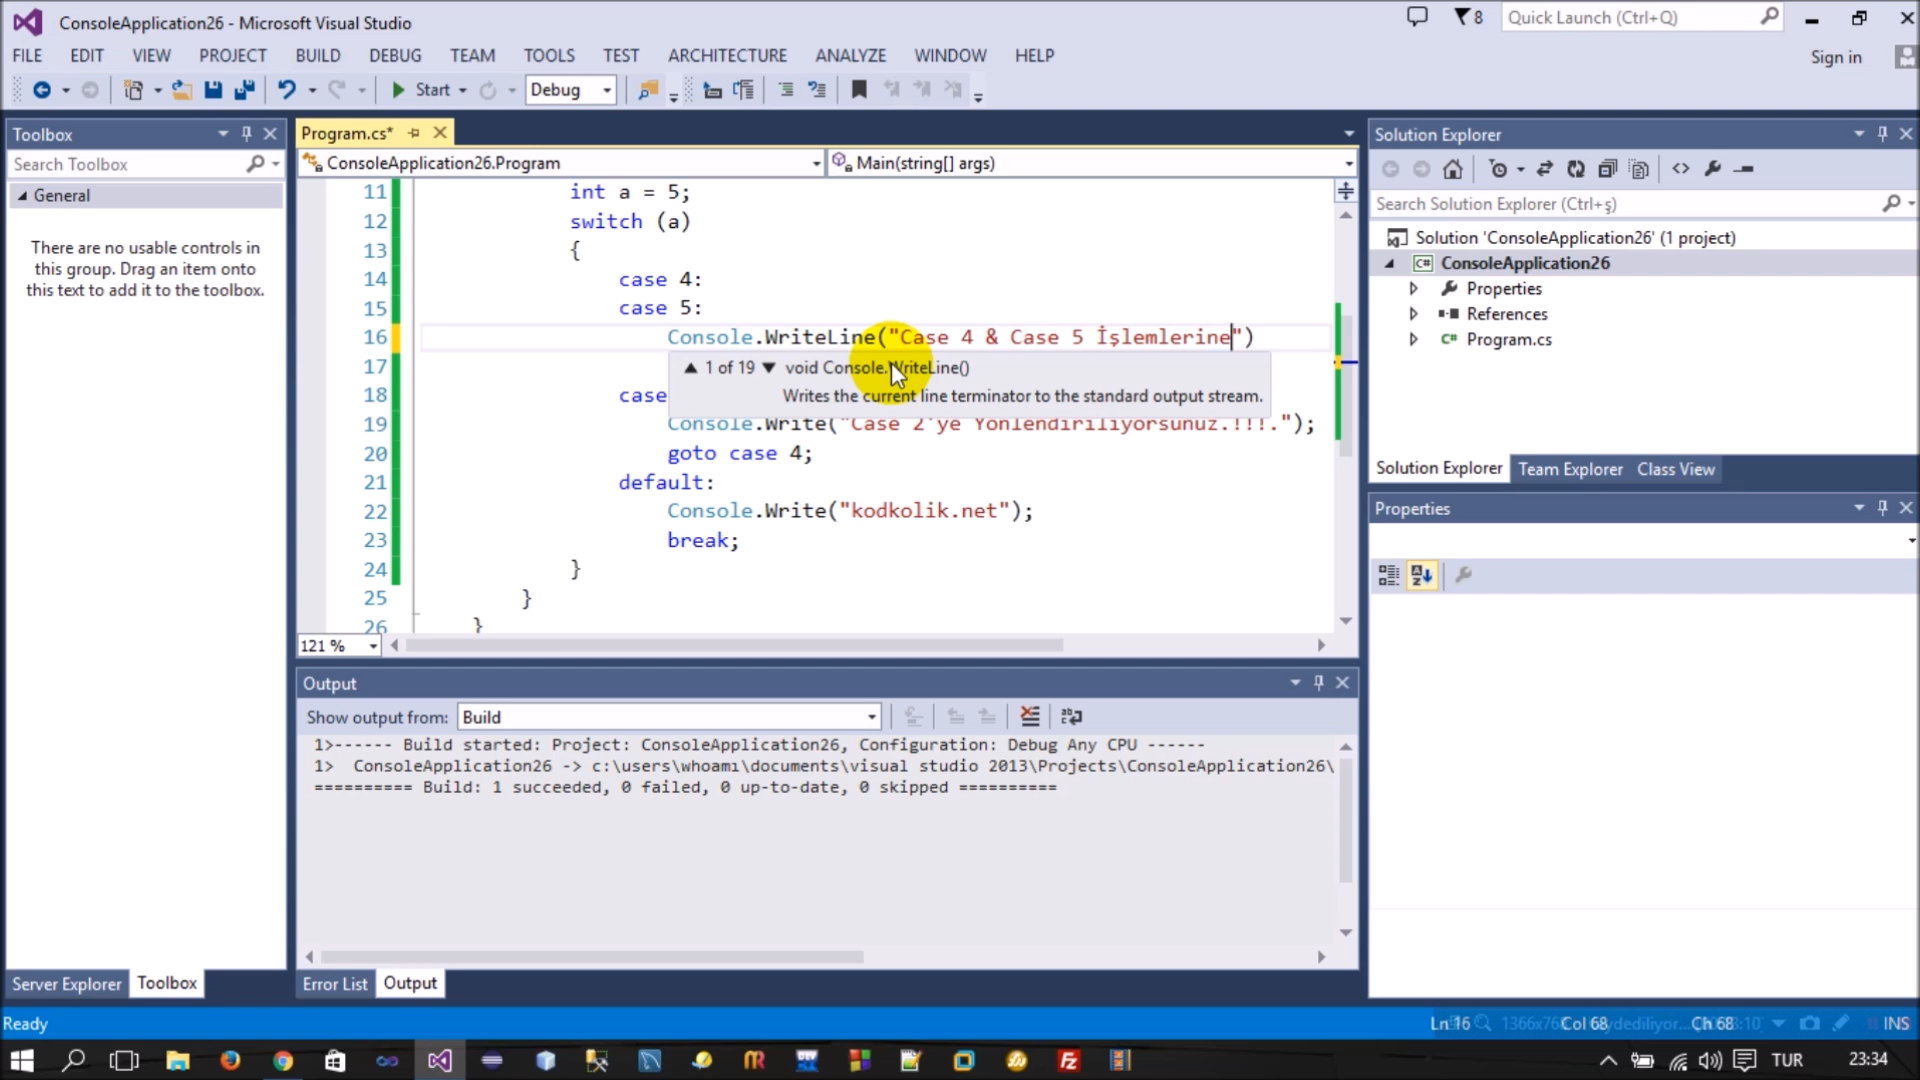 ConsoleApplication26 - Microsoft Visual Studio
8
Quick Launch (Ctrl+Q)
FILE EDIT VIEW PROJECT BUILD DEBUG TEAM TOOLS TEST ARCHITECTURE ANALYZE WINDOW HELP
Sign in
Start
Debug
Toolbox
Search Toolbox
General
There are no usable controls in
this group. Drag an item onto
this text to add it to the toolbox.
Server Explorer
Toolbox
Program.cs*
ConsoleApplication26.Program
Main(string[] args)
11 int a = 5;
12 switch (a)
13 {
14 case 4:
15 case 5:
16 Console.WriteLine("Case 4 & Case 5 İşlemlerine")
17
1 of 19 void Console.WriteLine()
Writes the current line terminator to the standard output stream.
18 case
19 Console.Write("Case 2'ye Yönlendiriliyorsunuz.!!!.");
20 goto case 4;
21 default:
22 Console.Write("kodkolik.net");
23 break;
24 }
25 }
26 }
121 %
Output
Show output from:
Build
1>------ Build started: Project: ConsoleApplication26, Configuration: Debug Any CPU ------
1> ConsoleApplication26 -> c:\users\whoamı\documents\visual studio 2013\Projects\ConsoleApplication26\
========== Build: 1 succeeded, 0 failed, 0 up-to-date, 0 skipped ==========
Error List
Output
Solution Explorer
Search Solution Explorer (Ctrl+ş)
Solution 'ConsoleApplication26' (1 project)
C# ConsoleApplication26
Properties
References
C# Program.cs
Solution Explorer
Team Explorer
Class View
Properties
Ready
Ln 16
Col 68
Ch 68
INS
TUR
23:34